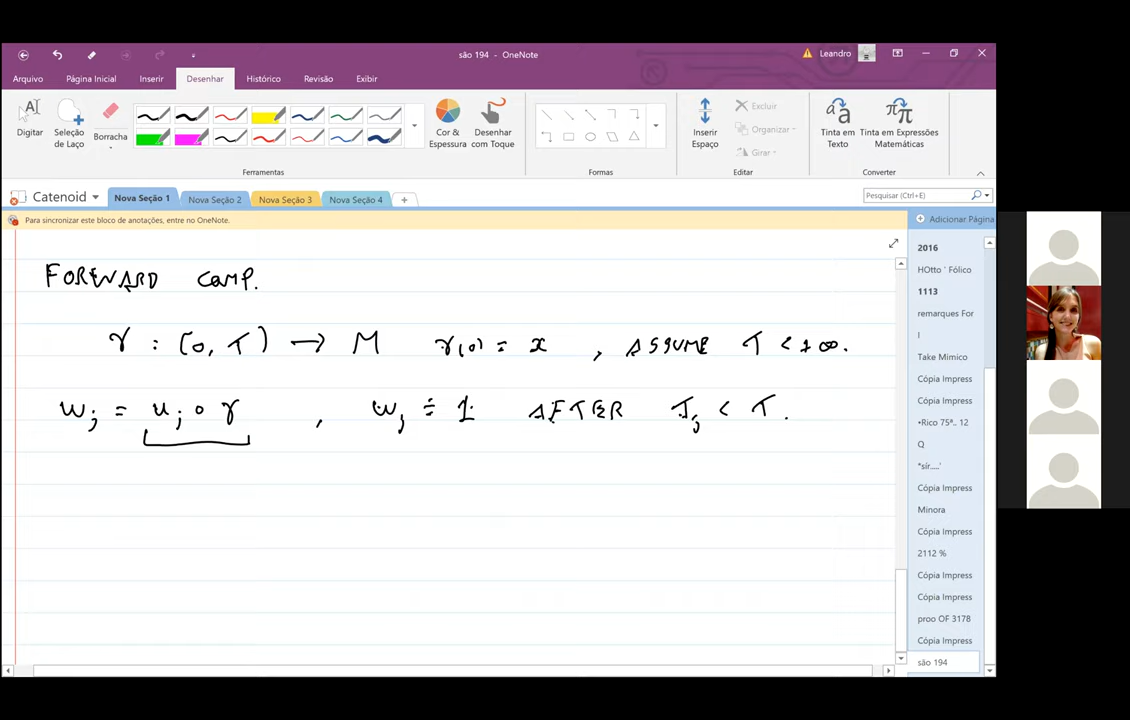 são 194 - OneNote
Leandro
Arquivo Página Inicial Inserir Desenhar Histórico Revisão Exibir
Digitar
Seleção de Laço
Borracha
Cor & Espessura
Desenhar com Toque
Inserir Espaço
Excluir
Organizar
Girar
Tinta em Texto
Tinta em Expressões Matemáticas
Ferramentas Formas Editar Converter
Catenoid
Nova Seção 1 Nova Seção 2 Nova Seção 3 Nova Seção 4
Pesquisar (Ctrl+E)
Para sincronizar este bloco de anotações, entre no OneNote.
Adicionar Página
FORWARD COMP.
γ : [0, T) → M γ(0) = x , ASSUME T < +∞.
w_j = u_j ∘ γ , w_j ≐ 1 AFTER T_j < T.
2016
HOtto ' Fólico
1113
remarques For
I
Take Mimico
Cópia Impress
Cópia Impress
•Rico 75ª.. 12
Q
*sír.....'
Cópia Impress
Minora
Cópia Impress
2112 %
Cópia Impress
Cópia Impress
proo OF 3178
Cópia Impress
são 194